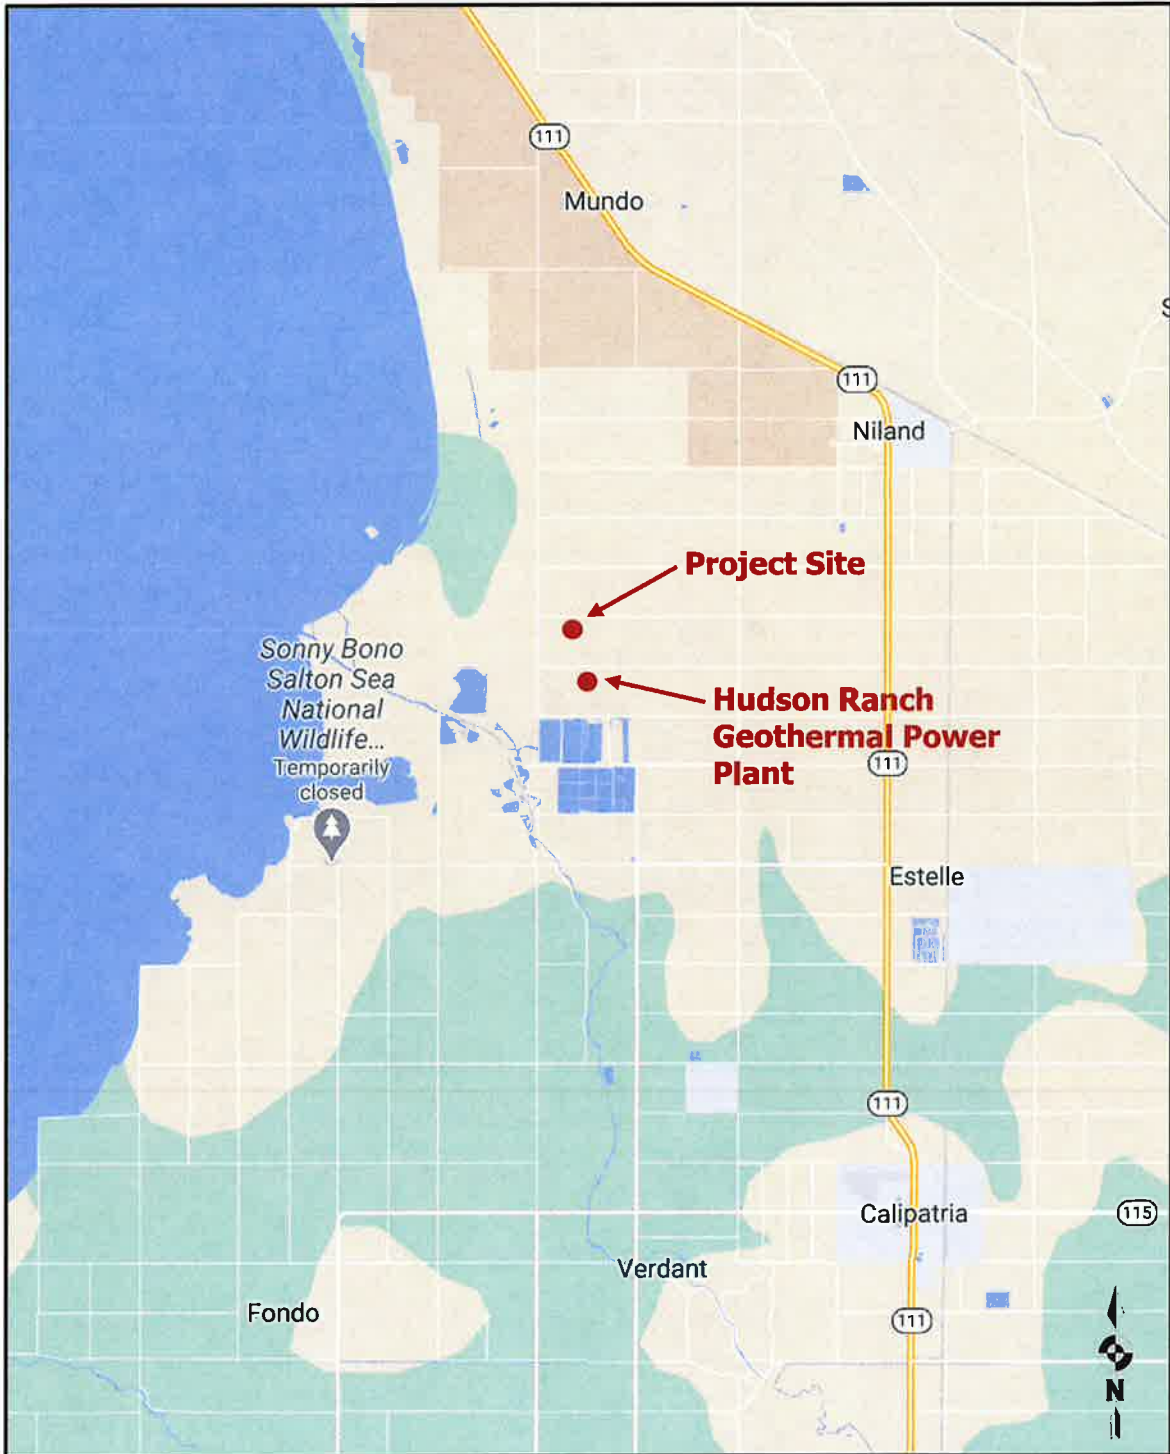 111
Mundo
S
111
Niland
Project Site
Sonny Bono
Salton Sea
National
Wildlife...
Temporarily
closed
Hudson Ranch
Geothermal Power
Plant
111
Estelle
111
Calipatria
115
Verdant
Fondo
111
N